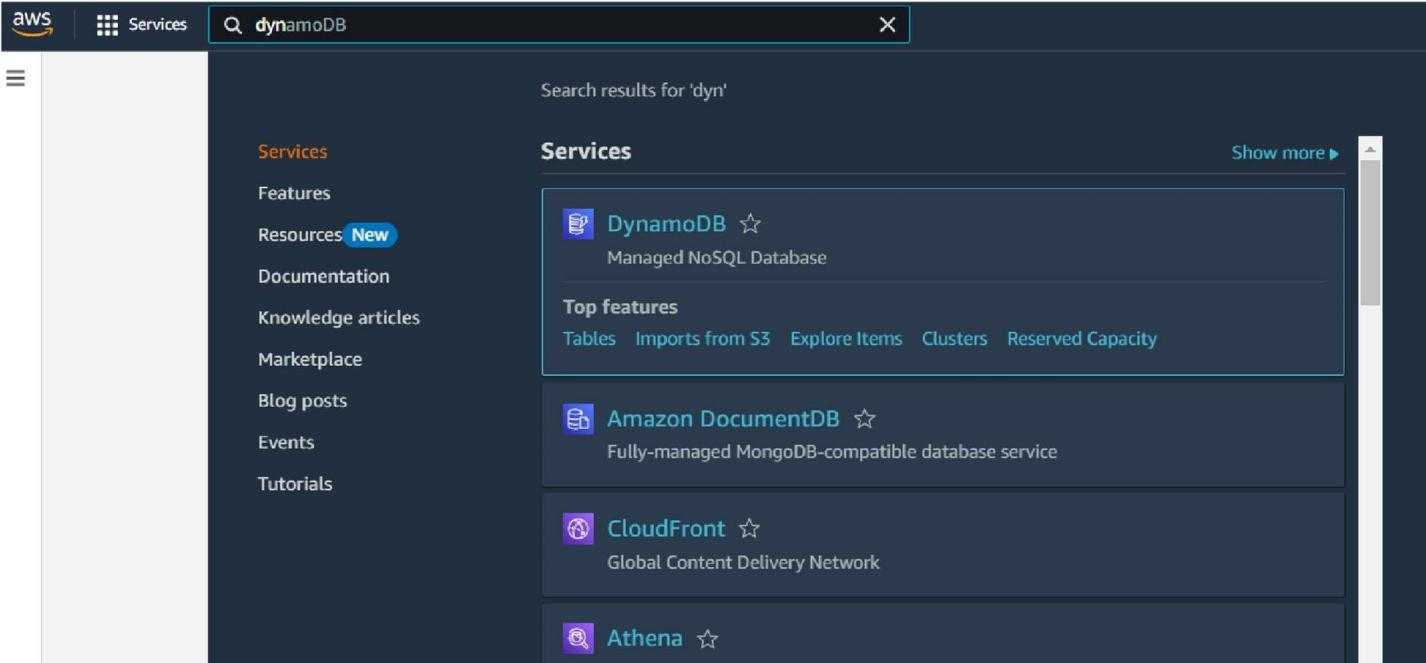 aws
Services
dynamoDB
Search results for 'dyn'
Services
Features
Resources New
Documentation
Knowledge articles
Marketplace
Blog posts
Events
Tutorials
Services
Show more
DynamoDB
Managed NoSQL Database
Top features
Tables Imports from S3 Explore Items Clusters Reserved Capacity
Amazon DocumentDB
Fully-managed MongoDB-compatible database service
CloudFront
Global Content Delivery Network
Athena